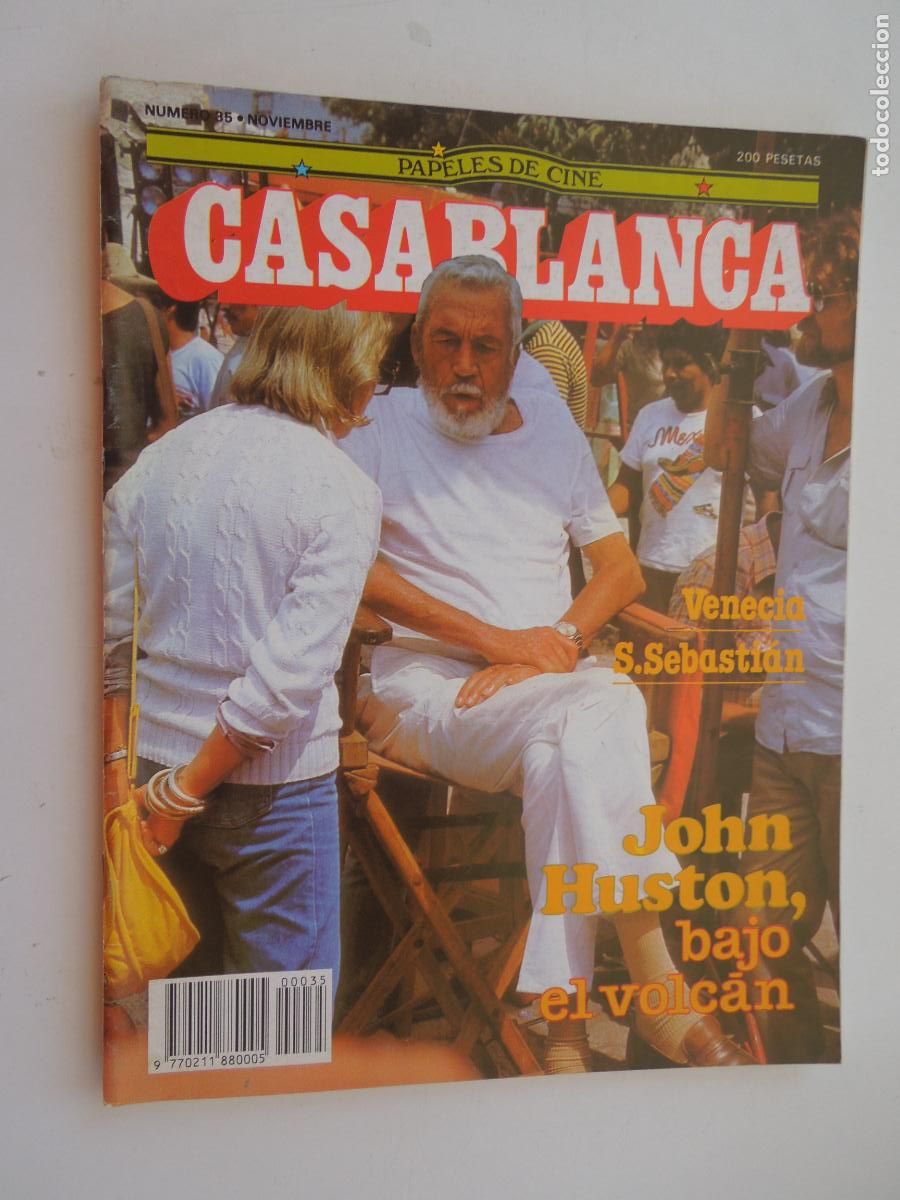 NUMERO 35 • NOVIEMBRE
200 PESETAS
PAPELES DE CINE
CASABLANCA
Mex
Venecia
S.Sebastián
John
Huston,
bajo
el volcán
00035
9 770211 880005
todocoleccion